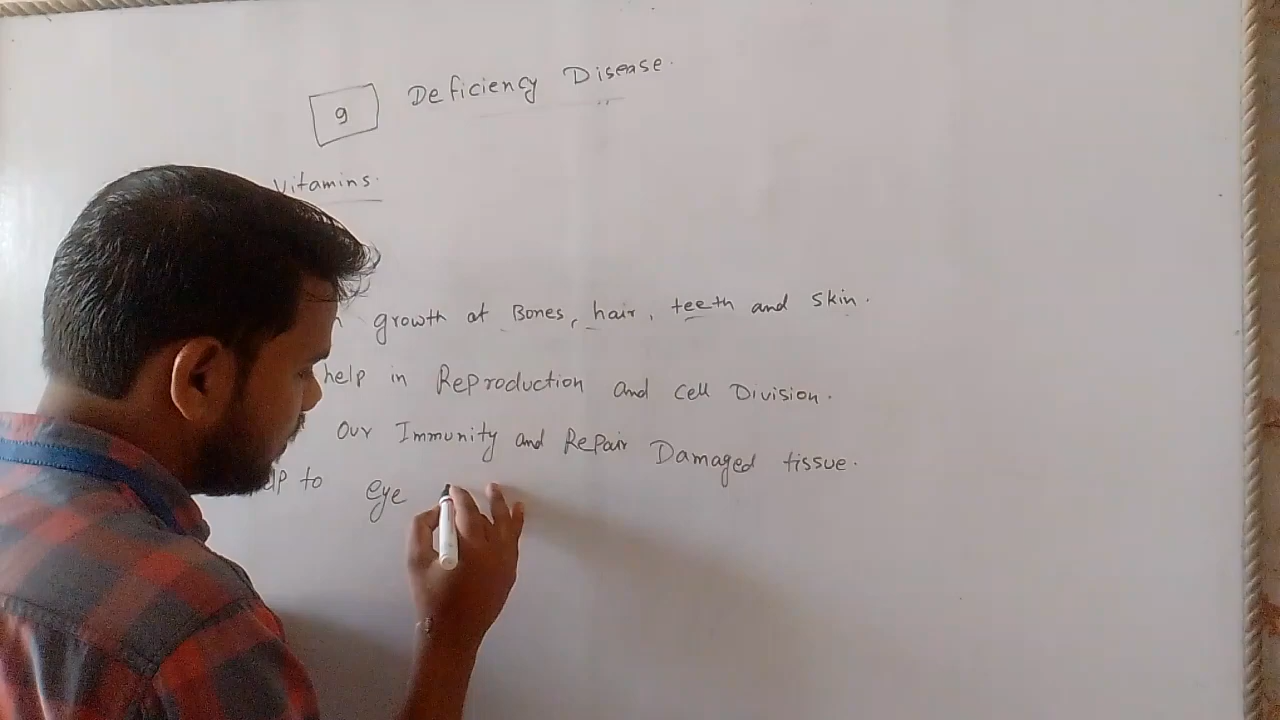 9 Deficiency Disease.
Vitamins.
growth at Bones, hair, teeth and skin.
help in Reproduction and cell Division.
Our Immunity and Repair Damaged tissue.
to eye